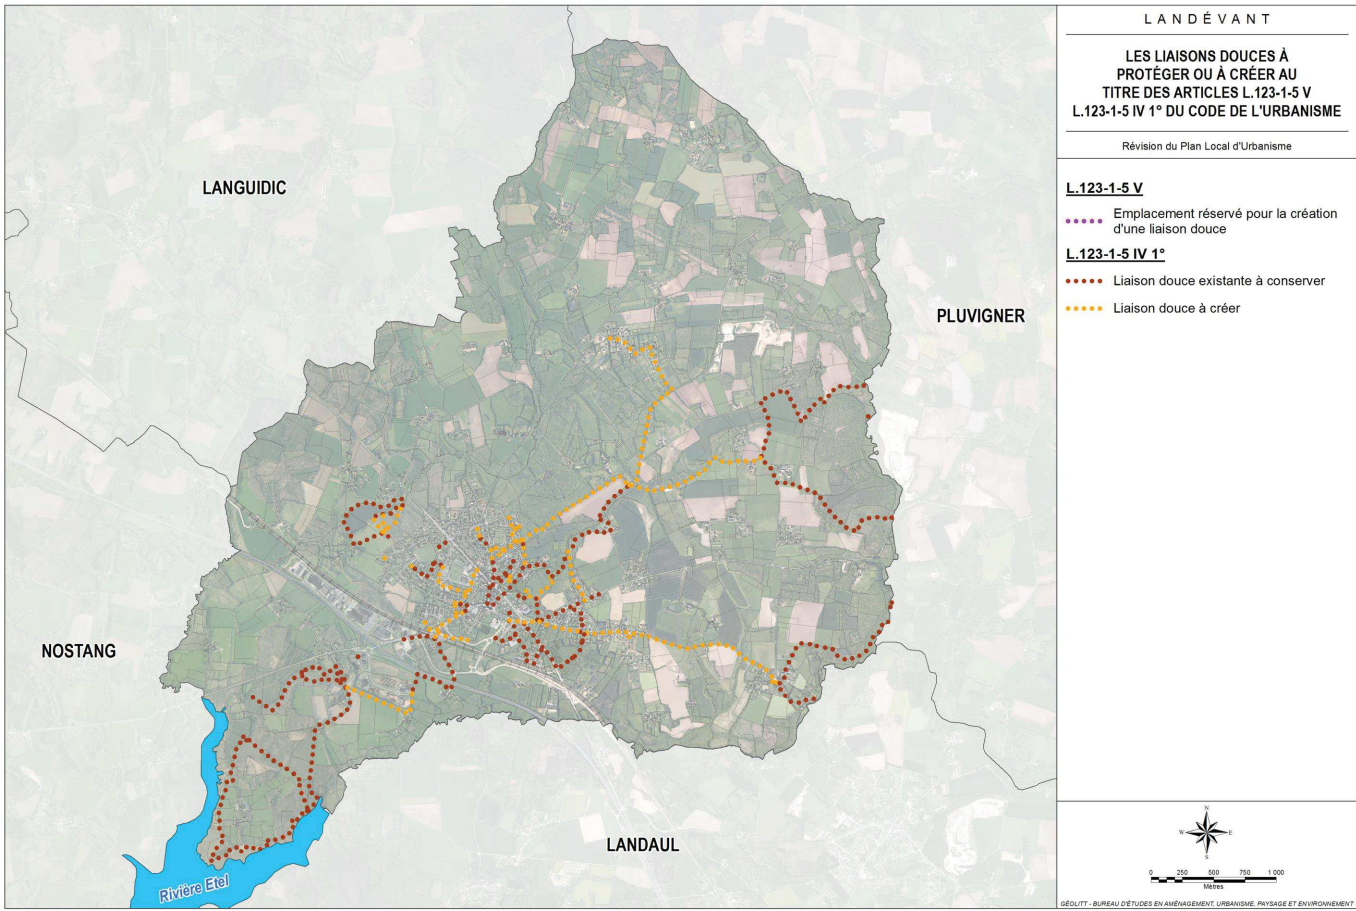 LANDÉVANT
LES LIAISONS DOUCES À
PROTÉGER OU À CRÉER AU
TITRE DES ARTICLES L.123-1-5 V
L.123-1-5 IV 1° DU CODE DE L'URBANISME
Révision du Plan Local d'Urbanisme
L.123-1-5 V
Emplacement réservé pour la création
d'une liaison douce
L.123-1-5 IV 1°
Liaison douce existante à conserver
Liaison douce à créer
LANGUIDIC
PLUVIGNER
NOSTANG
LANDAUL
Rivière Etel
N
W E
S
0 250 500 750 1 000
Mètres
GÉOLITT - BUREAU D'ÉTUDES EN AMÉNAGEMENT, URBANISME, PAYSAGE ET ENVIRONNEMENT